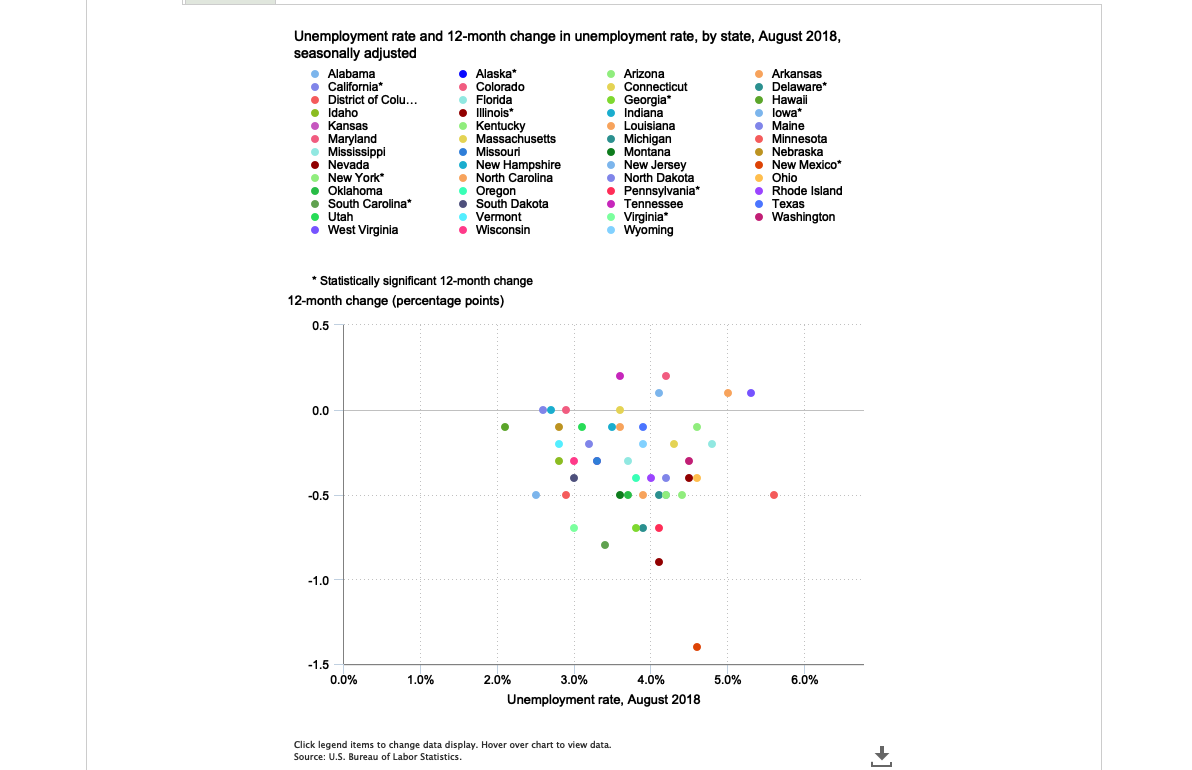 Unemployment rate and 12-month change in unemployment rate, by state, August 2018,
seasonally adjusted
Alabama Alaska* Arizona Arkansas
California* Colorado Connecticut Delaware*
District of Colu... Florida Georgia* Hawaii
Idaho Illinois* Indiana Iowa*
Kansas Kentucky Louisiana Maine
Maryland Massachusetts Michigan Minnesota
Mississippi Missouri Montana Nebraska
Nevada New Hampshire New Jersey New Mexico*
New York* North Carolina North Dakota Ohio
Oklahoma Oregon Pennsylvania* Rhode Island
South Carolina* South Dakota Tennessee Texas
Utah Vermont Virginia* Washington
West Virginia Wisconsin Wyoming
* Statistically significant 12-month change
12-month change (percentage points)
0.5
0.0
-0.5
-1.0
-1.5
0.0% 1.0% 2.0% 3.0% 4.0% 5.0% 6.0%
Unemployment rate, August 2018
Click legend items to change data display. Hover over chart to view data.
Source: U.S. Bureau of Labor Statistics.